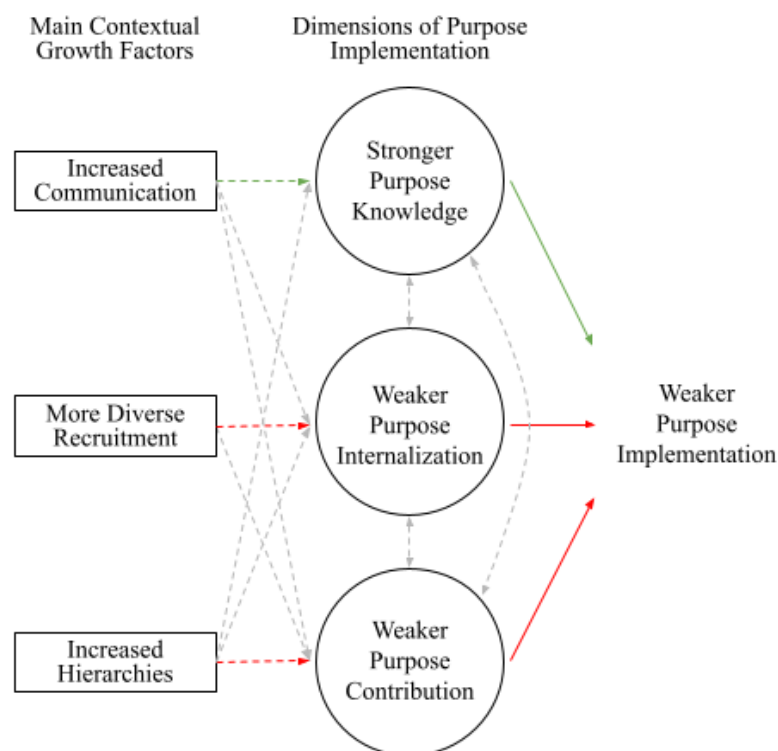 Main Contextual
Growth Factors
Dimensions of Purpose
Implementation
Increased
Communication
Stronger
Purpose
Knowledge
More Diverse
Recruitment
Weaker
Purpose
Internalization
Weaker
Purpose
Implementation
Increased
Hierarchies
Weaker
Purpose
Contribution